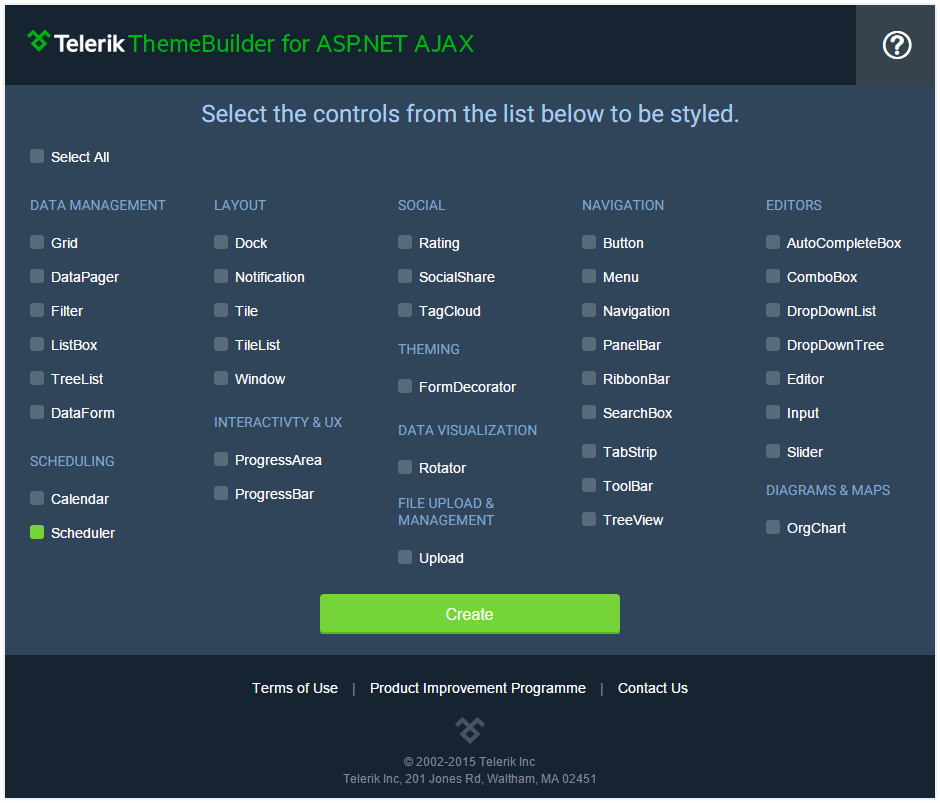 Telerik ThemeBuilder for ASP.NET AJAX
Select the controls from the list below to be styled.
Select All
DATA MANAGEMENT
Grid
DataPager
Filter
ListBox
TreeList
DataForm
SCHEDULING
Calendar
Scheduler
LAYOUT
Dock
Notification
Tile
TileList
Window
INTERACTIVTY & UX
ProgressArea
ProgressBar
SOCIAL
Rating
SocialShare
TagCloud
THEMING
FormDecorator
DATA VISUALIZATION
Rotator
FILE UPLOAD &
MANAGEMENT
Upload
NAVIGATION
Button
Menu
Navigation
PanelBar
RibbonBar
SearchBox
TabStrip
ToolBar
TreeView
EDITORS
AutoCompleteBox
ComboBox
DropDownList
DropDownTree
Editor
Input
Slider
DIAGRAMS & MAPS
OrgChart
Create
Terms of Use | Product Improvement Programme | Contact Us
© 2002-2015 Telerik Inc
Telerik Inc, 201 Jones Rd, Waltham, MA 02451